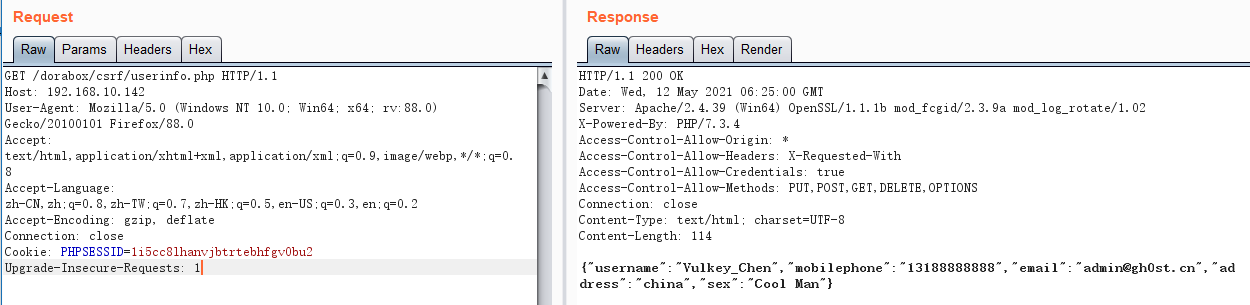 Request
Raw Params Headers Hex
GET /dorabox/csrf/userinfo.php HTTP/1.1
Host: 192.168.10.142
User-Agent: Mozilla/5.0 (Windows NT 10.0; Win64; x64; rv:88.0)
Gecko/20100101 Firefox/88.0
Accept:
text/html,application/xhtml+xml,application/xml;q=0.9,image/webp,*/*;q=0.
8
Accept-Language:
zh-CN,zh;q=0.8,zh-TW;q=0.7,zh-HK;q=0.5,en-US;q=0.3,en;q=0.2
Accept-Encoding: gzip, deflate
Connection: close
Cookie: PHPSESSID=1i5cc8lhanvjbtrtebhfgv0bu2
Upgrade-Insecure-Requests: 1
Response
Raw Headers Hex Render
HTTP/1.1 200 OK
Date: Wed, 12 May 2021 06:25:00 GMT
Server: Apache/2.4.39 (Win64) OpenSSL/1.1.1b mod_fcgid/2.3.9a mod_log_rotate/1.02
X-Powered-By: PHP/7.3.4
Access-Control-Allow-Origin: *
Access-Control-Allow-Headers: X-Requested-With
Access-Control-Allow-Credentials: true
Access-Control-Allow-Methods: PUT,POST,GET,DELETE,OPTIONS
Connection: close
Content-Type: text/html; charset=UTF-8
Content-Length: 114
{"username":"Vulkey_Chen","mobilephone":"13188888888","email":"admin@gh0st.cn","ad
dress":"china","sex":"Cool Man"}